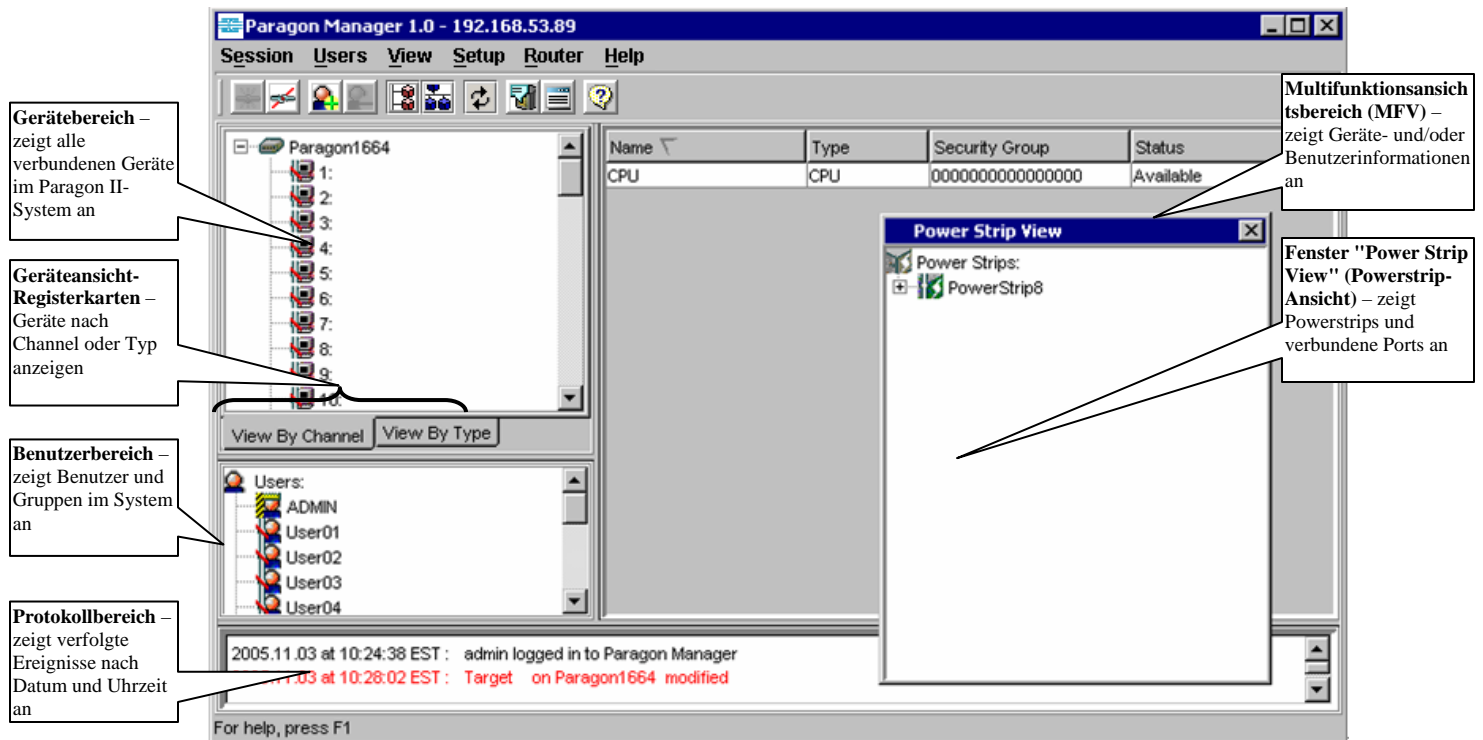 Paragon Manager 1.0 - 192.168.53.89
Session Users View Setup Router Help
Gerätebereich –
zeigt alle
verbundenen Geräte
im Paragon II-
System an
Geräteansicht-
Registerkarten –
Geräte nach
Channel oder Typ
anzeigen
Benutzerbereich –
zeigt Benutzer und
Gruppen im System
an
Protokollbereich –
zeigt verfolgte
Ereignisse nach
Datum und Uhrzeit
an
Paragon1664
1:
2:
3:
4:
5:
6:
7:
8:
9:
10:
View By Channel View By Type
Users:
ADMIN
User01
User02
User03
User04
Name Type Security Group Status
CPU CPU 0000000000000000 Available
Power Strip View
Power Strips:
PowerStrip8
Multifunktionsansich
tsbereich (MFV) –
zeigt Geräte- und/oder
Benutzerinformationen
an
Fenster "Power Strip
View" (Powerstrip-
Ansicht) – zeigt
Powerstrips und
verbundene Ports an
2005.11.03 at 10:24:38 EST : admin logged in to Paragon Manager
2005.11.03 at 10:28:02 EST : Target on Paragon1664 modified
For help, press F1